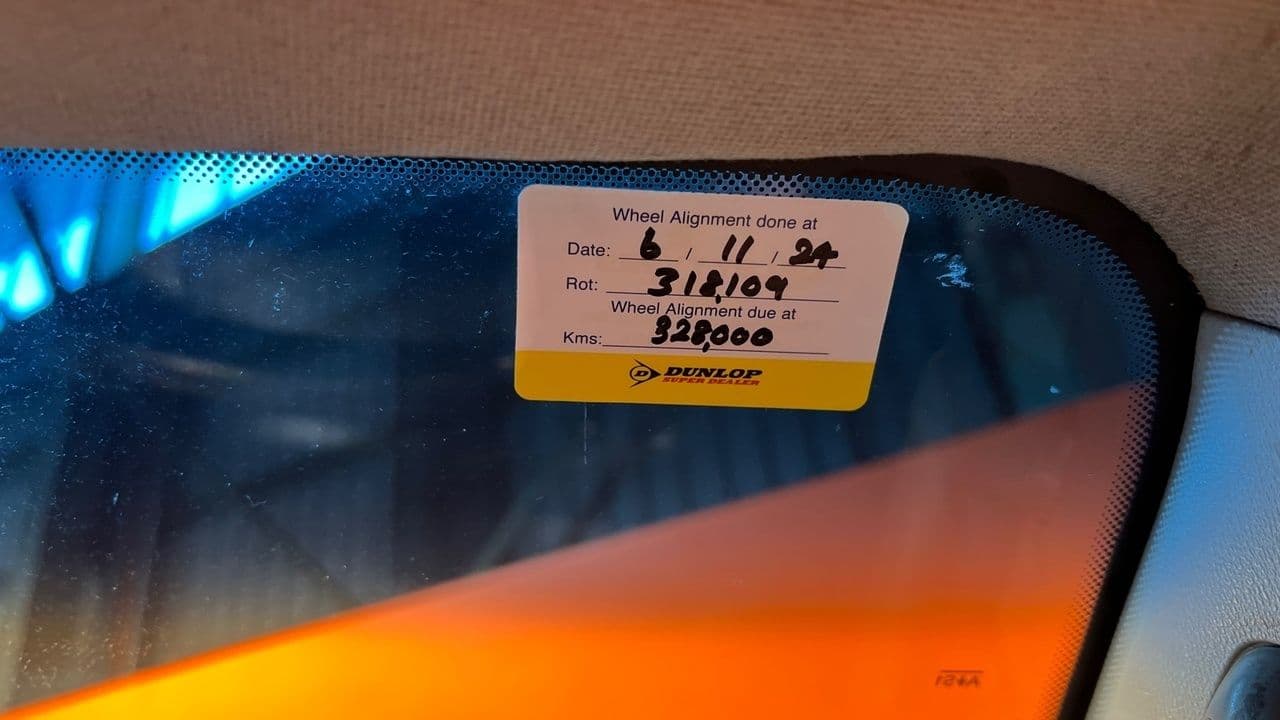 Wheel Alignment done at
Date: 6 / 11 / 24
Rot: 318,109
Wheel Alignment due at
Kms: 328,000
D DUNLOP
SUPER DEALER